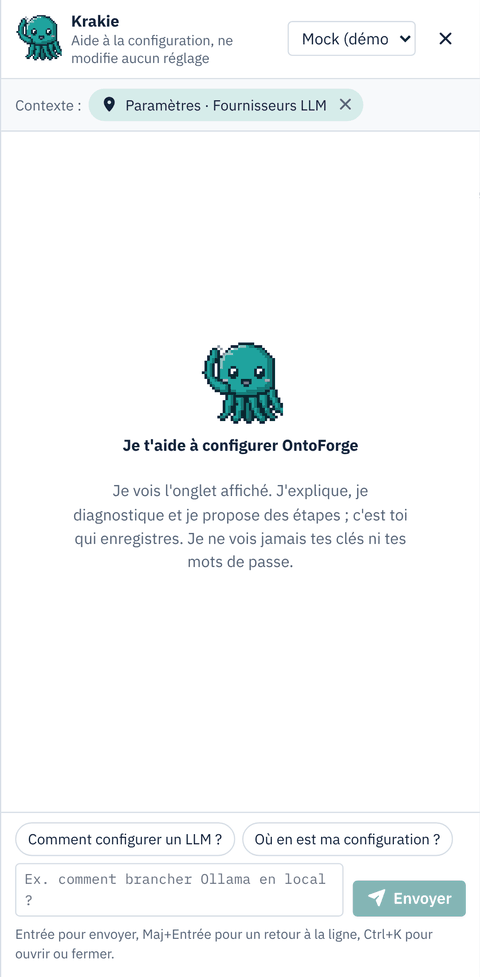 Krakie
Aide à la configuration, ne
modifie aucun réglage
Mock (démo
Contexte :
Paramètres · Fournisseurs LLM
Je t'aide à configurer OntoForge
Je vois l'onglet affiché. J'explique, je
diagnostique et je propose des étapes ; c'est toi
qui enregistres. Je ne vois jamais tes clés ni tes
mots de passe.
Comment configurer un LLM ?
Où en est ma configuration ?
Ex. comment brancher Ollama en local
?
Envoyer
Entrée pour envoyer, Maj+Entrée pour un retour à la ligne, Ctrl+K pour
ouvrir ou fermer.